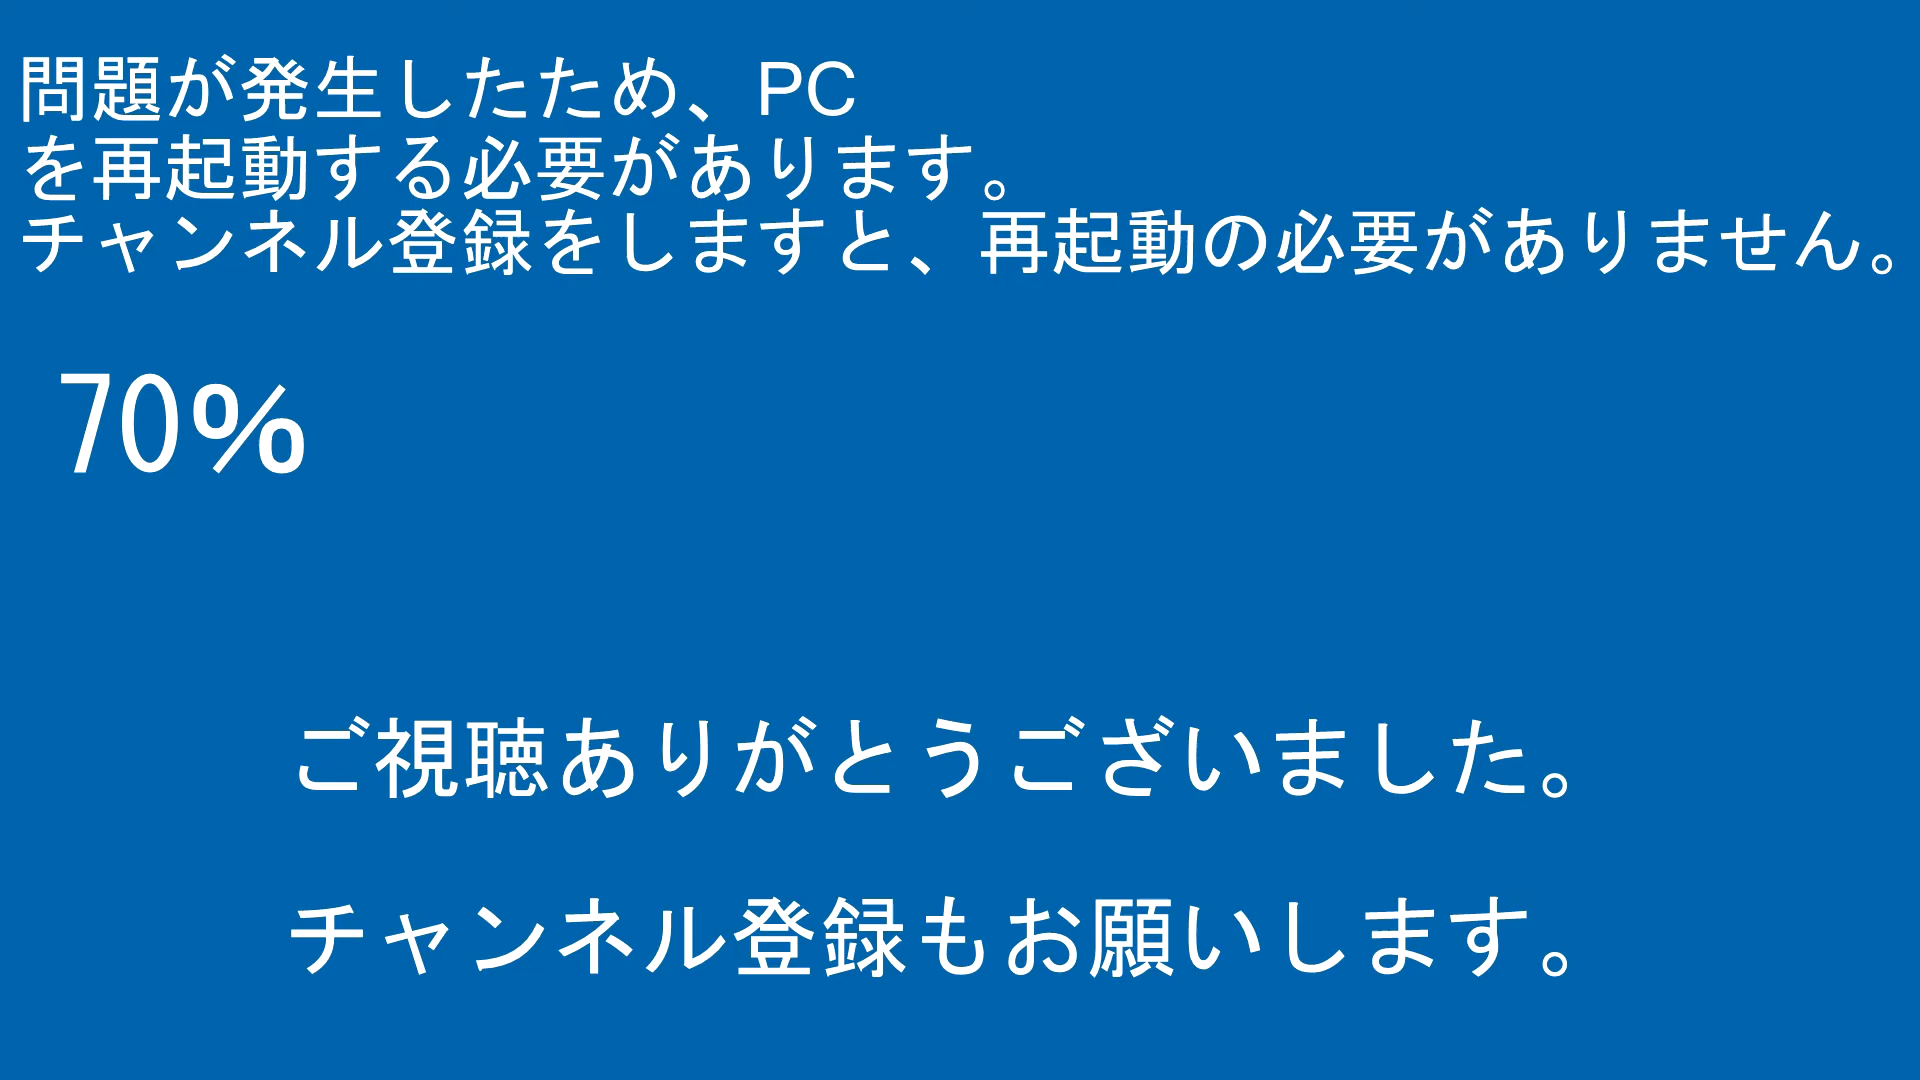 問題が発生したため、PC
を再起動する必要があります。
チャンネル登録をしますと、再起動の必要がありません。
70%
ご視聴ありがとうございました。
チャンネル登録もお願いします。